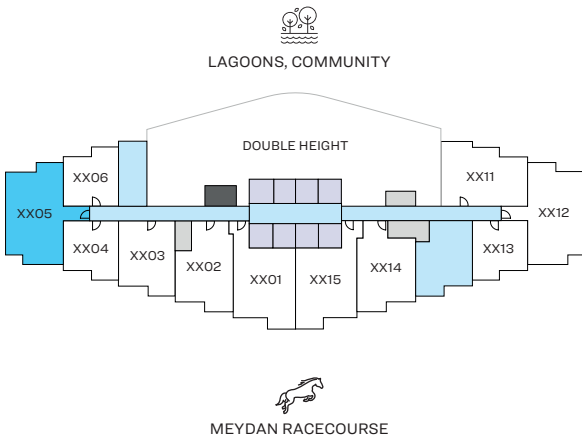 LAGOONS, COMMUNITY
DOUBLE HEIGHT
XX06
XX11
XX05
XX12
XX04
XX03
XX02
XX01
XX15
XX14
XX13
MEYDAN RACECOURSE